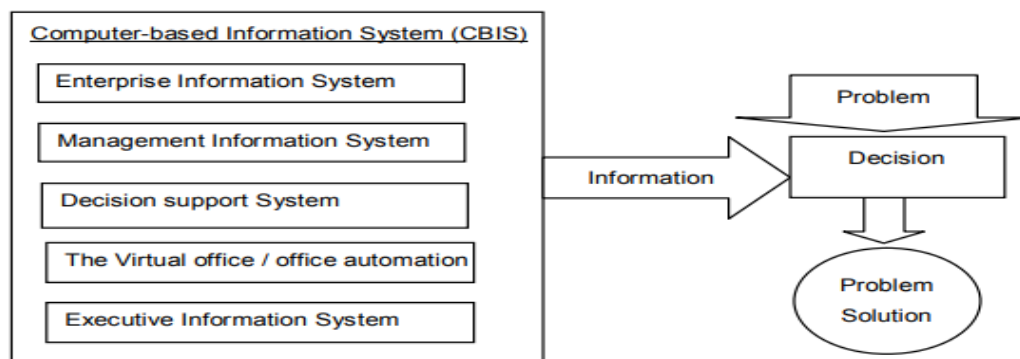 Computer-based Information System (CBIS)
Enterprise Information System
Management Information System
Decision support System
The Virtual office / office automation
Executive Information System
Information
Problem
Decision
Problem
Solution